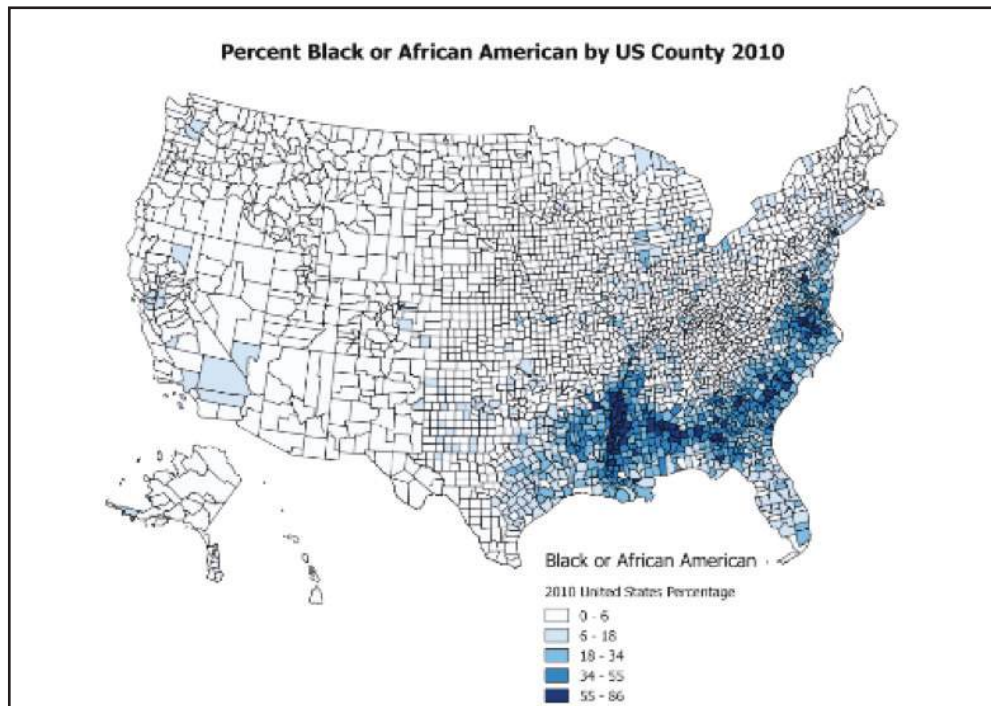 Percent Black or African American by US County 2010
Black or African American
2010 United States Percentage
0 - 6
6 - 18
18 - 34
34 - 55
55 - 86